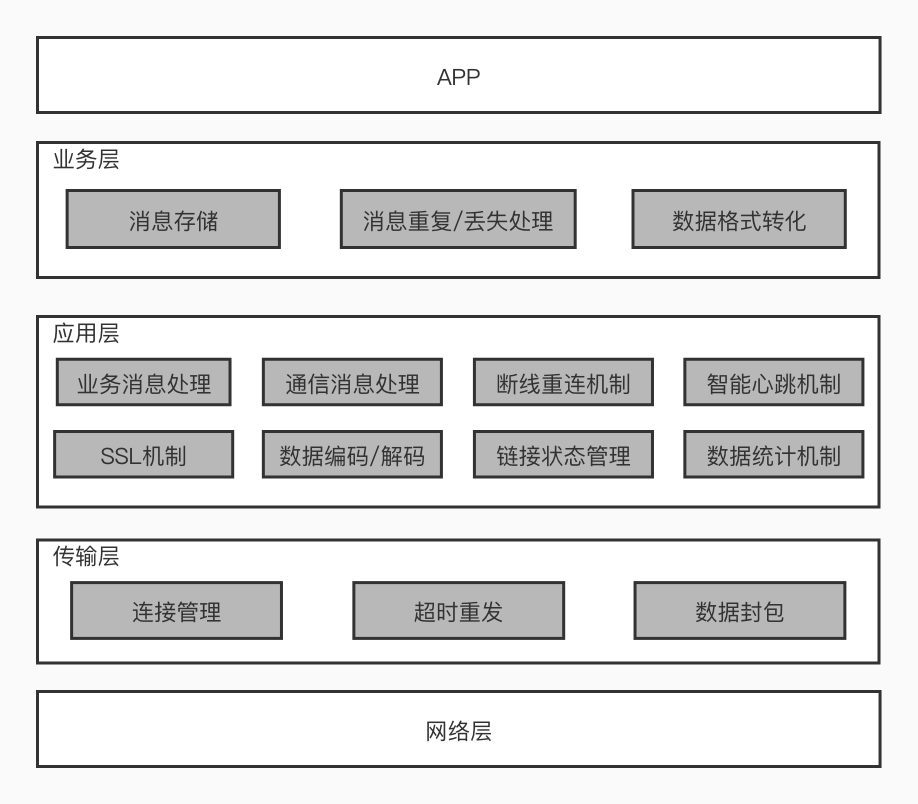 APP
业务层
消息存储
消息重复/丢失处理
数据格式转化
应用层
业务消息处理
通信消息处理
断线重连机制
智能心跳机制
SSL机制
数据编码/解码
链接状态管理
数据统计机制
传输层
连接管理
超时重发
数据封包
网络层